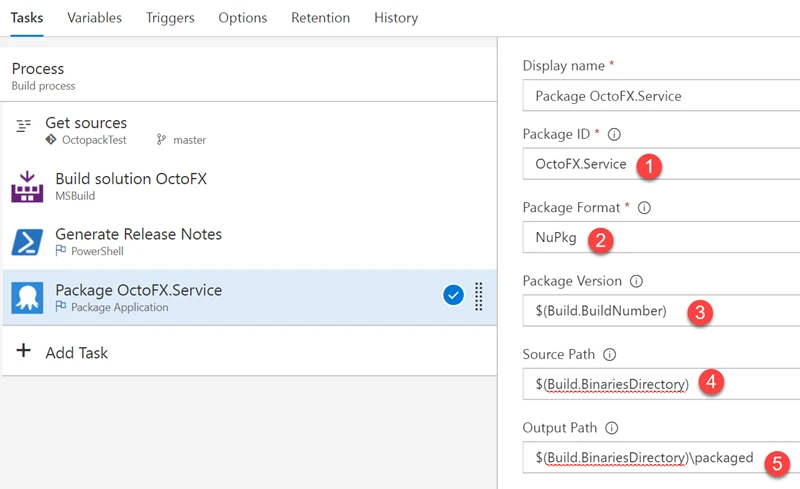 Tasks Variables Triggers Options Retention History
Process
Build process
Get sources
OctopackTest master
Build solution OctoFX
MSBuild
Generate Release Notes
PowerShell
Package OctoFX.Service
Package Application
+ Add Task
Display name *
Package OctoFX.Service
Package ID *
OctoFX.Service 1
Package Format *
NuPkg 2
Package Version
$(Build.BuildNumber) 3
Source Path
$(Build.BinariesDirectory) 4
Output Path
$(Build.BinariesDirectory)\packaged 5